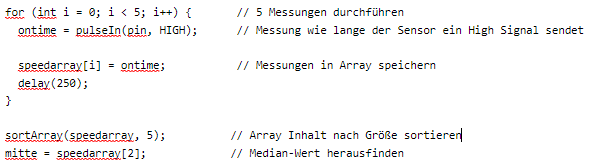 for (int i = 0; i < 5; i++) {       // 5 Messungen durchführen
  ontime = pulseIn(pin, HIGH);      // Messung wie lange der Sensor ein High Signal sendet
  speedarray[i] = ontime;           // Messungen in Array speichern
  delay(250);
}
sortArray(speedarray, 5);          // Array Inhalt nach Größe sortieren
mitte = speedarray[2];             // Median-Wert herausfinden